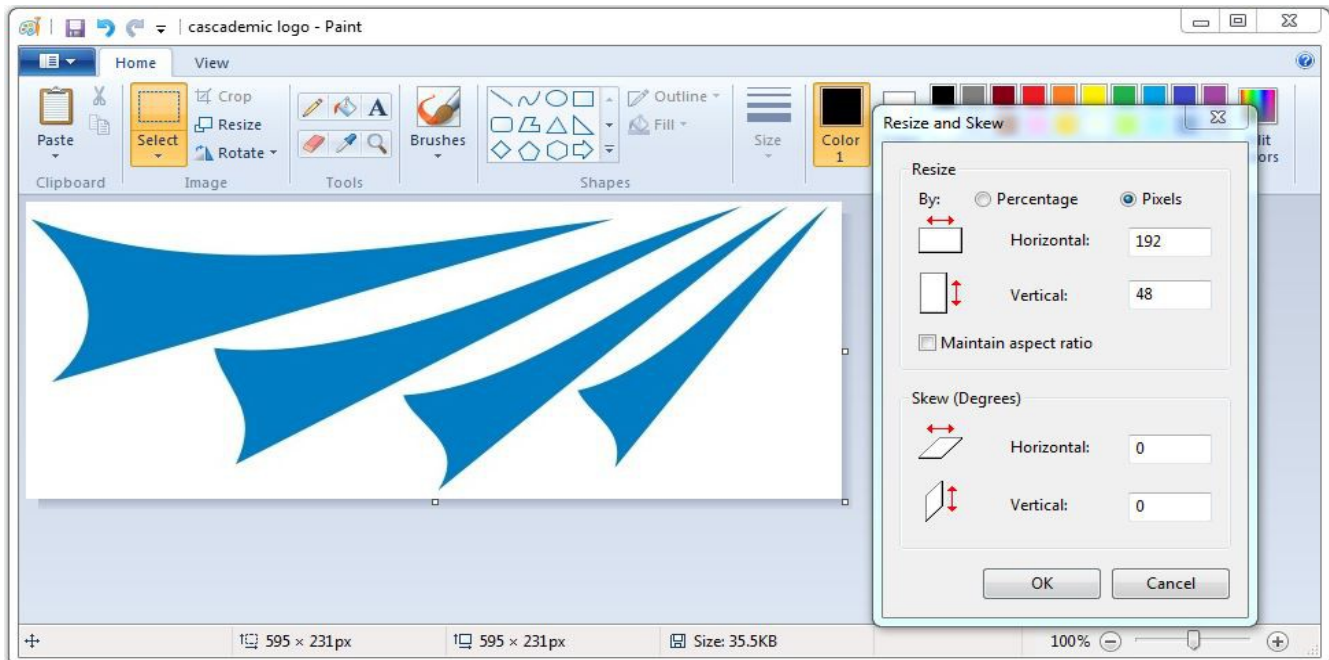 cascademic logo - Paint
Home View
Paste
Select
Crop
Resize
Rotate
A
Brushes
Outline
Fill
Size
Color
1
Clipboard
Image
Tools
Shapes
Resize and Skew
Resize
By: Percentage Pixels
Horizontal: 192
Vertical: 48
Maintain aspect ratio
Skew (Degrees)
Horizontal: 0
Vertical: 0
OK Cancel
595 × 231px 595 × 231px Size: 35.5KB 100%